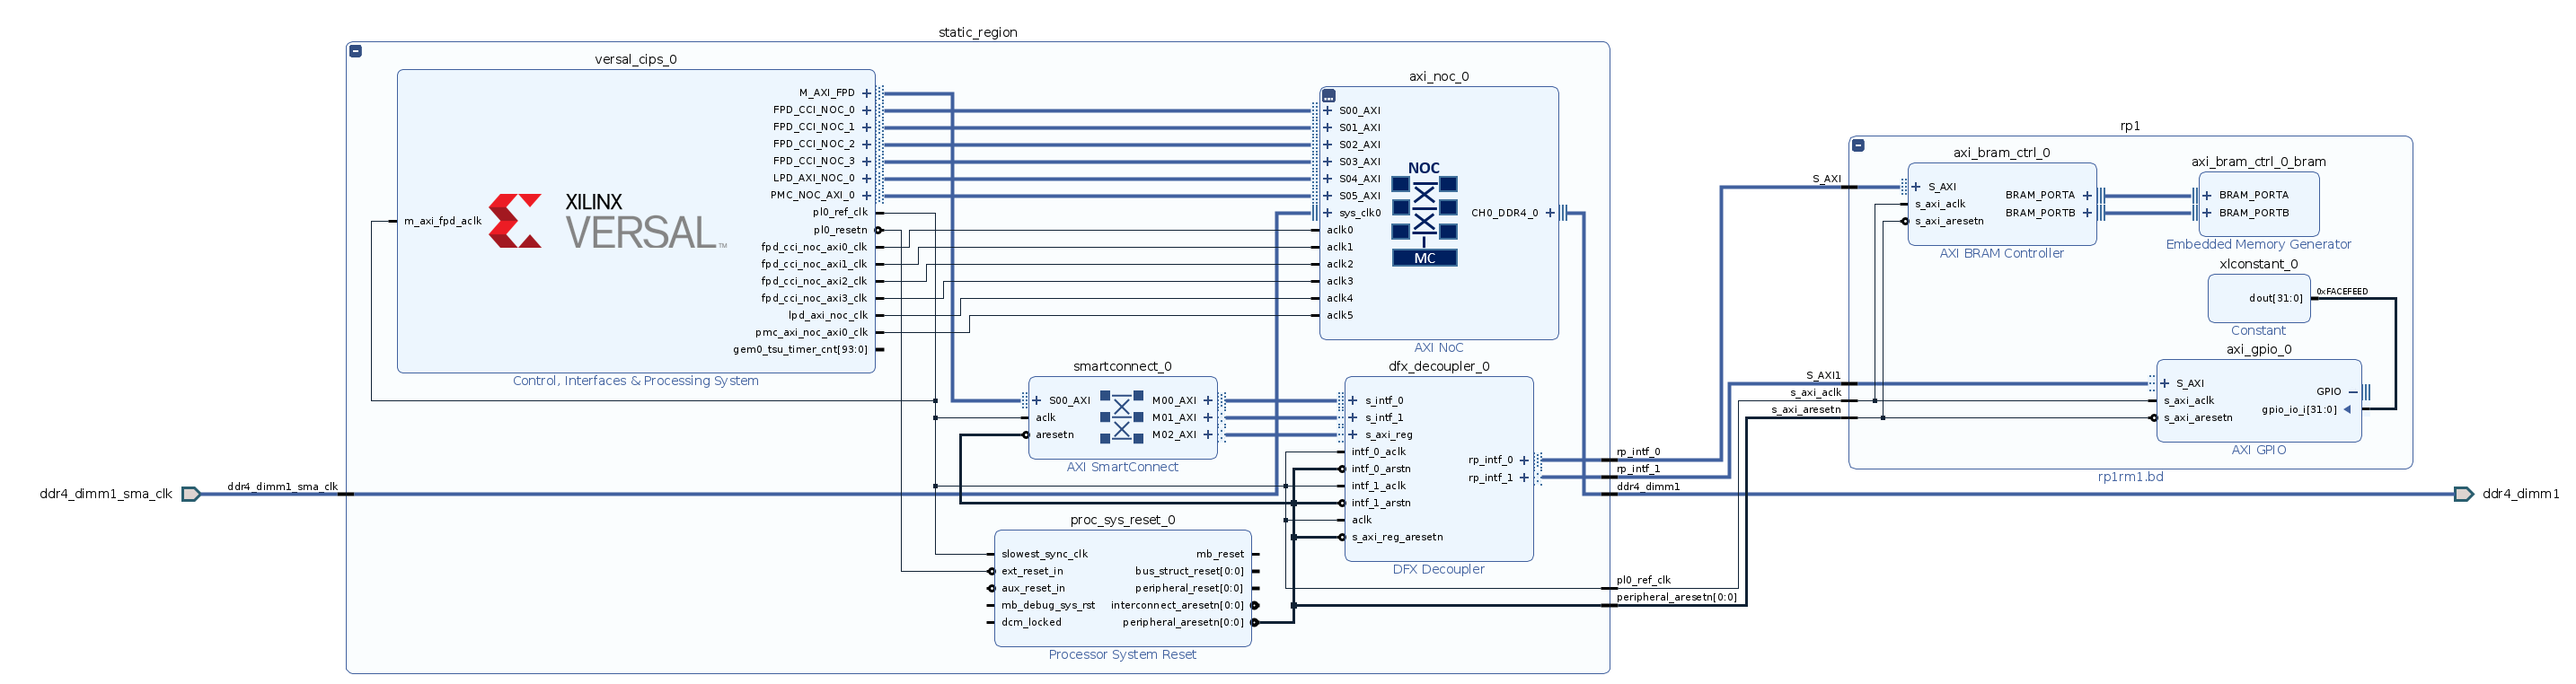 static_region
versal_cips_0
M_AXI_FPD
FPD_CCI_NOC_0
FPD_CCI_NOC_1
FPD_CCI_NOC_2
FPD_CCI_NOC_3
LPD_AXI_NOC_0
PMC_NOC_AXI_0
pl0_ref_clk
pl0_resetn
fpd_cci_noc_axi0_clk
fpd_cci_noc_axi1_clk
fpd_cci_noc_axi2_clk
fpd_cci_noc_axi3_clk
lpd_axi_noc_clk
pmc_axi_noc_axi0_clk
gem0_tsu_timer_cnt[93:0]
m_axi_fpd_aclk
XILINX
VERSAL™
Control, Interfaces & Processing System
axi_noc_0
S00_AXI
S01_AXI
S02_AXI
S03_AXI
S04_AXI
S05_AXI
sys_clk0
aclk0
aclk1
aclk2
aclk3
aclk4
aclk5
NOC
MC
CH0_DDR4_0
AXI NoC
smartconnect_0
S00_AXI
aclk
aresetn
M00_AXI
M01_AXI
M02_AXI
AXI SmartConnect
dfx_decoupler_0
s_intf_0
s_intf_1
s_axi_reg
intf_0_aclk
intf_0_arstn
intf_1_aclk
intf_1_arstn
aclk
s_axi_reg_aresetn
rp_intf_0
rp_intf_1
DFX Decoupler
proc_sys_reset_0
slowest_sync_clk
ext_reset_in
aux_reset_in
mb_debug_sys_rst
dcm_locked
mb_reset
bus_struct_reset[0:0]
peripheral_reset[0:0]
interconnect_aresetn[0:0]
peripheral_aresetn[0:0]
Processor System Reset
ddr4_dimm1_sma_clk
ddr4_dimm1_sma_clk
rp_intf_0
rp_intf_1
ddr4_dimm1
pl0_ref_clk
peripheral_aresetn[0:0]
rp1
S_AXI
S_AXI1
s_axi_aclk
s_axi_aresetn
axi_bram_ctrl_0
S_AXI
s_axi_aclk
s_axi_aresetn
BRAM_PORTA
BRAM_PORTB
AXI BRAM Controller
axi_bram_ctrl_0_bram
BRAM_PORTA
BRAM_PORTB
Embedded Memory Generator
xlconstant_0
dout[31:0]
0xFACEFEED
Constant
axi_gpio_0
S_AXI
s_axi_aclk
s_axi_aresetn
GPIO
gpio_io_i[31:0]
AXI GPIO
rp1rm1.bd
ddr4_dimm1